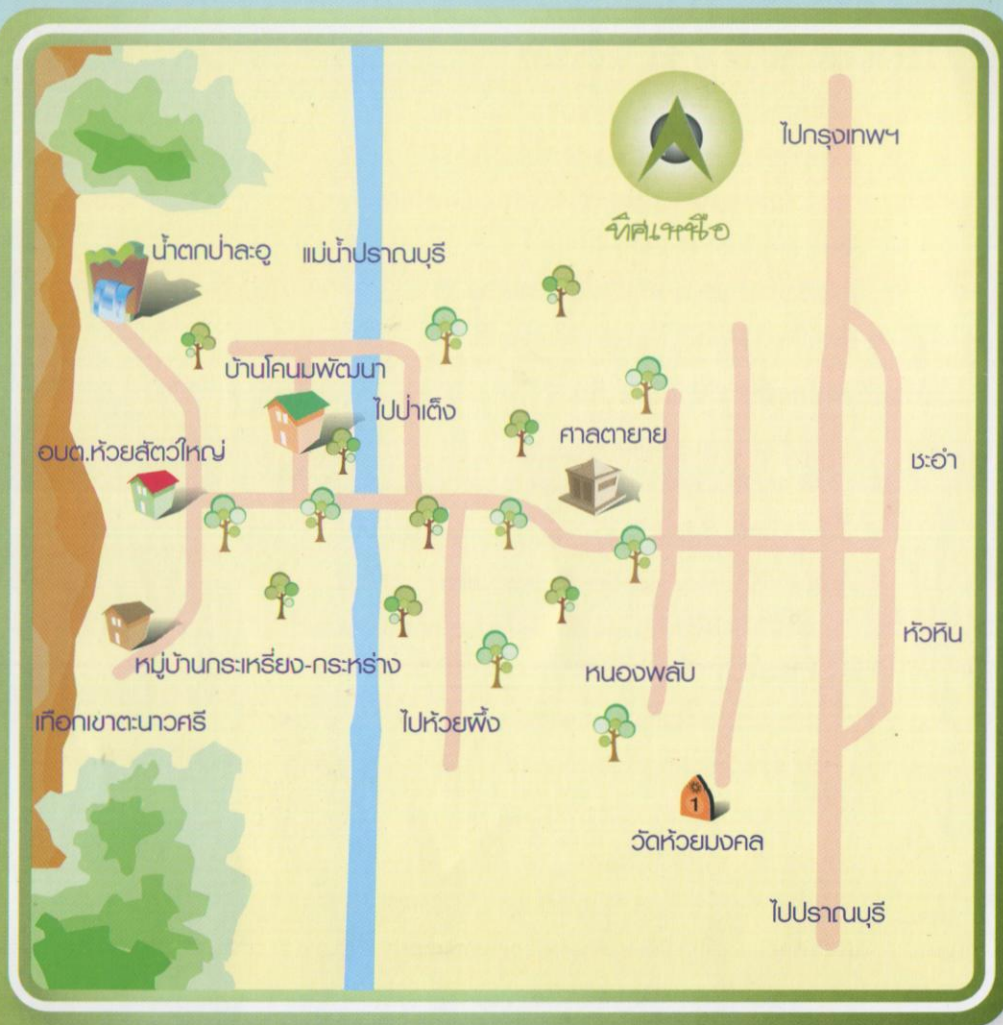 ไปกรุงเทพฯ
ทิศเหนือ
น้ำตกป่าละอู
แม่น้ำปราณบุรี
บ้านโคนมพัฒนา
ไปป่าเต็ง
ศาลตายาย
อบต.ห้วยสัตว์ใหญ่
ชะอำ
หัวหิน
หมู่บ้านกระเหรี่ยง-กระหร่าง
หนองพลับ
เทือกเขาตะนาวศรี
ไปห้วยผึ้ง
1
วัดห้วยมงคล
ไปปราณบุรี